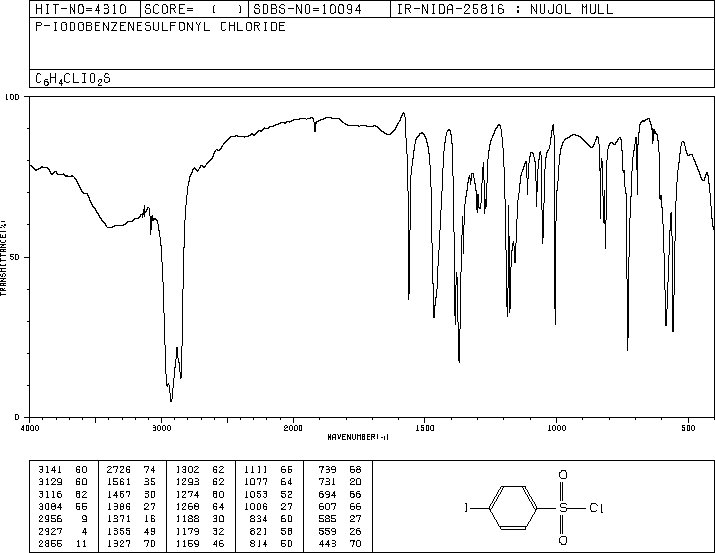 HIT-NO=4310 SCORE= ( ) SDBS-NO=10094 IR-NIDA-25816 : NUJOL MULL
P-IODOBENZENESULFONYL CHLORIDE
C6H4CLIO2S
100
50
0
TRANSMITTANCE(%)
4000 3000 2000 1500 1000 500
WAVENUMBER(-1)
3141 60 2726 74 1302 62 1111 66 739 68
3129 60 1561 35 1293 62 1077 64 731 20
3116 62 1467 30 1274 60 1053 52 694 66
3084 55 1386 27 1268 64 1006 27 607 66
2956 9 1371 16 1188 30 834 60 585 27
2927 4 1355 49 1179 32 821 58 559 26
2855 11 1327 70 1159 46 814 50 443 70
O
I S Cl
O